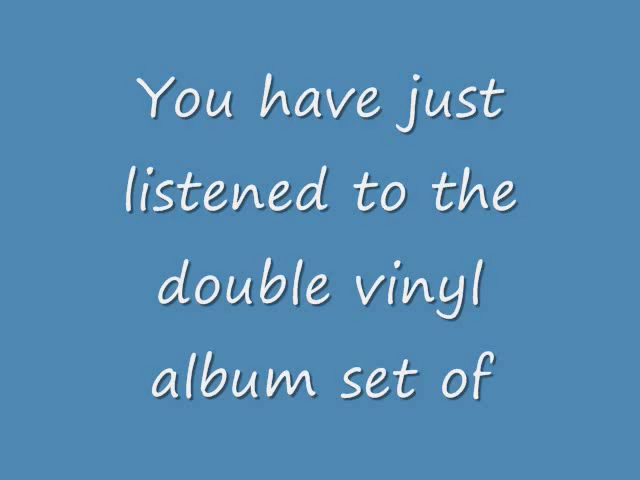 You have just
listened to the
double vinyl
album set of